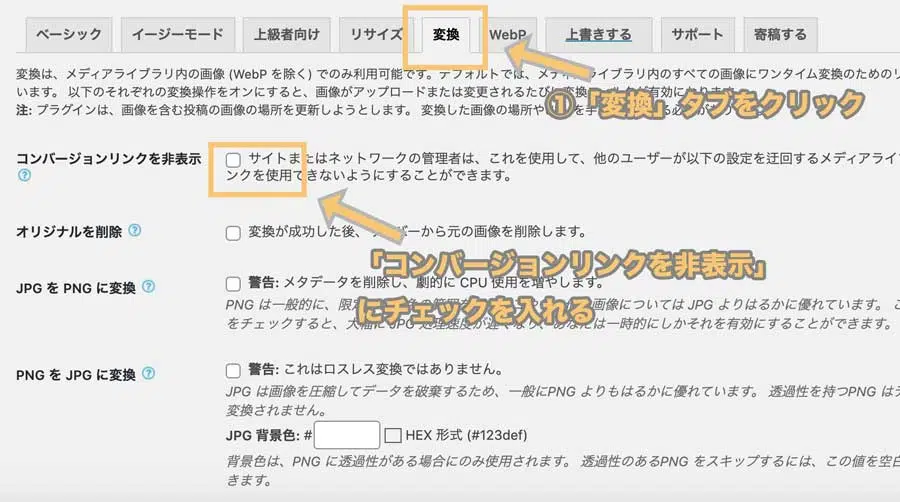 ベーシック イージーモード 上級者向け リサイズ 変換 WebP 上書きする サポート 寄稿する
変換は、メディアライブラリ内の画像 (WebP を除く) でのみ利用可能です。デフォルトでは、メディアライブラリ内のすべての画像にワンタイム変換のための
います。 以下のそれぞれの変換操作をオンにすると、画像がアップロードまたは変更されるたびに
注: プラグインは、画像を含む投稿の画像の場所を更新しようとします。 変換した画像の場所や
①「変換」タブをクリック
コンバージョンリンクを非表示
サイトまたはネットワークの管理者は、これを使用して、他のユーザーが以下の設定を迂回するメディアライ
ンクを使用できないようにすることができます。
オリジナルを削除
変換が成功した後、サーバーから元の画像を削除します。
「コンバージョンリンクを非表示」
にチェックを入れる
JPG を PNG に変換
警告: メタデータを削除し、劇的に CPU 使用を増やします。
PNG は一般的に、限定 画像については JPG よりはるかに優れています。
をチェックすると、大幅に JPG 処理速度が遅くなり、あなたは一時的にしかそれを有効にすることができます。
PNG を JPG に変換
警告: これはロスレス変換ではありません。
JPG は画像を圧縮してデータを破棄するため、一般にPNG よりもはるかに優れています。 透過性を持つPNG は
変換されません。
JPG 背景色: # HEX 形式 (#123def)
背景色は、PNG に透過性がある場合にのみ使用されます。 透過性のあるPNG をスキップするには、この値を空白
きます。